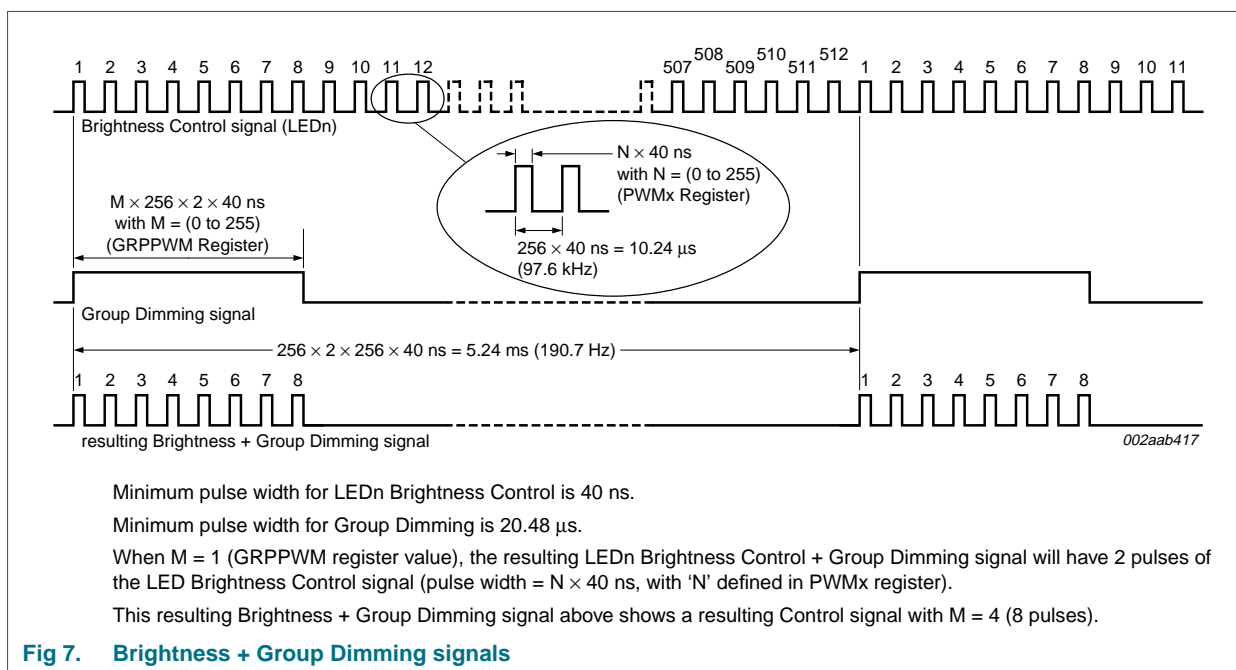 1 2 3 4 5 6 7 8 9 10 11 12 507 508 509 510 511 512 1 2 3 4 5 6 7 8 9 10 11
Brightness Control signal (LEDn)
N × 40 ns
with N = (0 to 255)
(PWMx Register)
M × 256 × 2 × 40 ns
with M = (0 to 255)
(GRPPWM Register)
256 × 40 ns = 10.24 μs
(97.6 kHz)
Group Dimming signal
256 × 2 × 256 × 40 ns = 5.24 ms (190.7 Hz)
1 2 3 4 5 6 7 8 1 2 3 4 5 6 7 8
resulting Brightness + Group Dimming signal
002aab417
Minimum pulse width for LEDn Brightness Control is 40 ns.
Minimum pulse width for Group Dimming is 20.48 μs.
When M = 1 (GRPPWM register value), the resulting LEDn Brightness Control + Group Dimming signal will have 2 pulses of
the LED Brightness Control signal (pulse width = N × 40 ns, with ‘N’ defined in PWMx register).
This resulting Brightness + Group Dimming signal above shows a resulting Control signal with M = 4 (8 pulses).
Fig 7. Brightness + Group Dimming signals